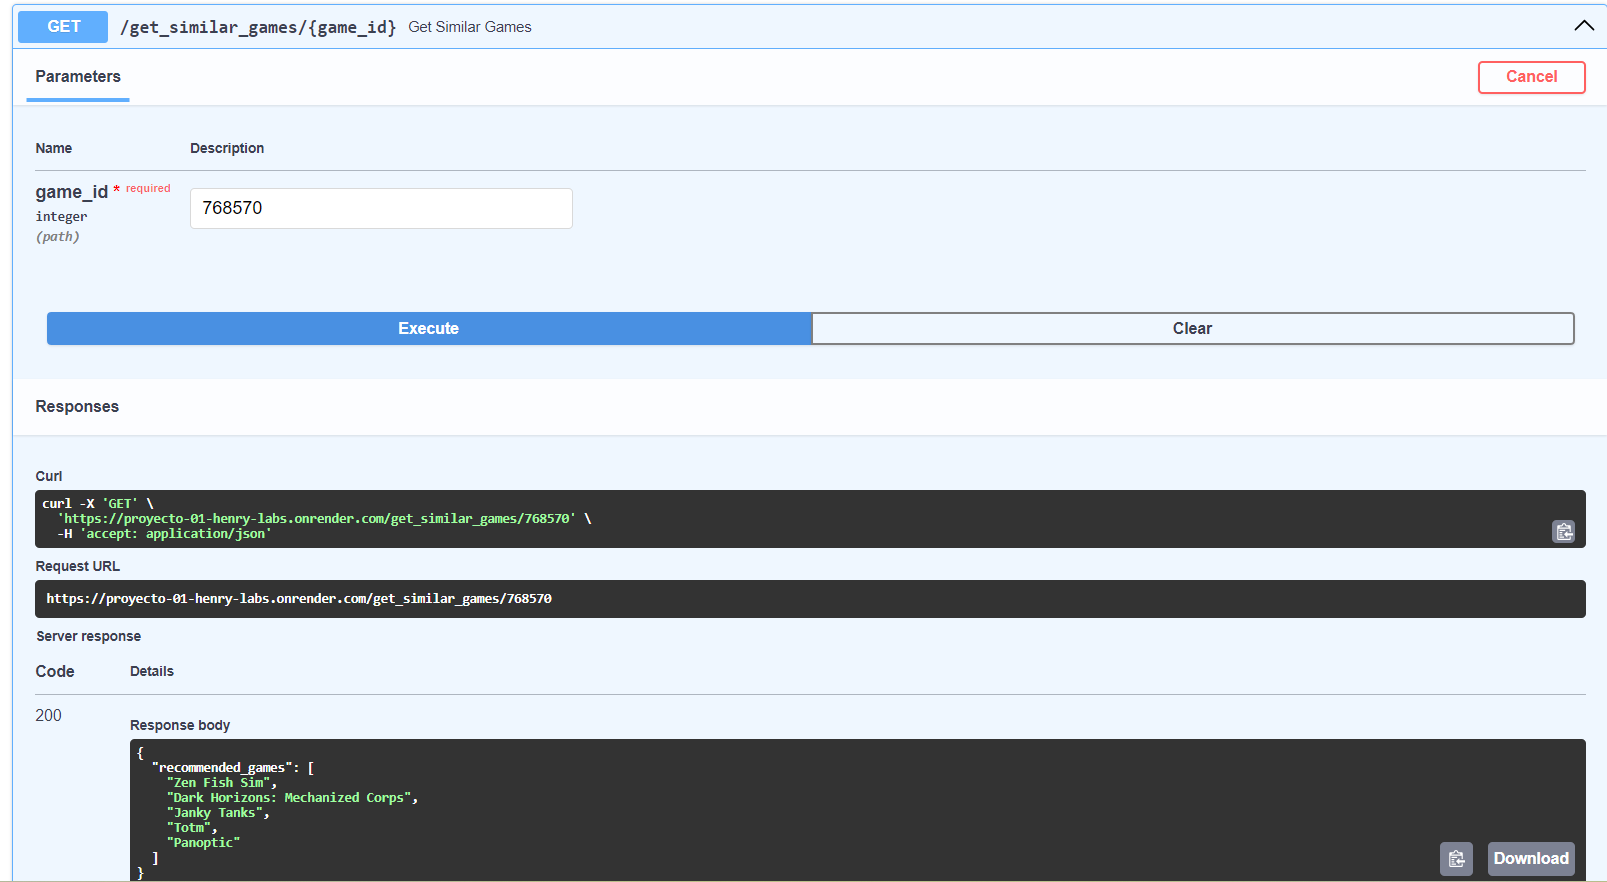 GET /get_similar_games/{game_id} Get Similar Games
Parameters
Cancel
Name Description
game_id * required
integer
(path)
768570
Execute
Clear
Responses
Curl
curl -X 'GET' \
  'https://proyecto-01-henry-labs.onrender.com/get_similar_games/768570' \
  -H 'accept: application/json'
Request URL
https://proyecto-01-henry-labs.onrender.com/get_similar_games/768570
Server response
Code Details
200
Response body
{
  "recommended_games": [
    "Zen Fish Sim",
    "Dark Horizons: Mechanized Corps",
    "Janky Tanks",
    "Totm",
    "Panoptic"
  ]
}
Download